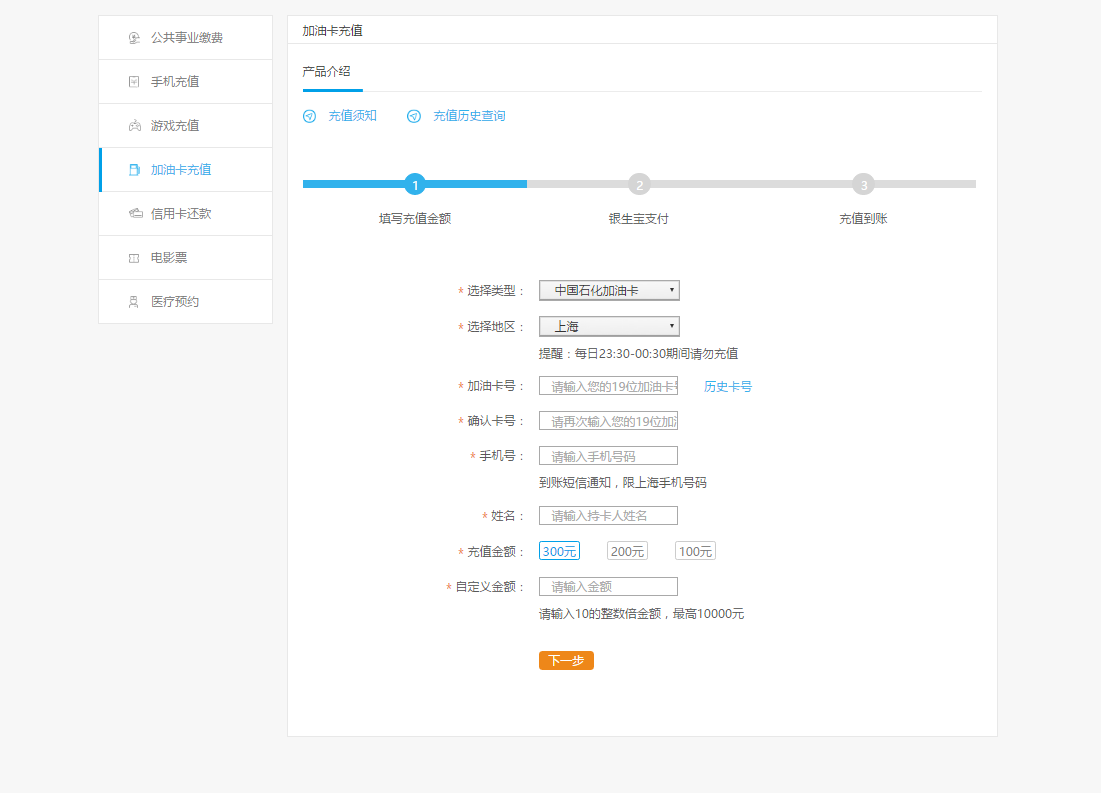 公共事业缴费
手机充值
游戏充值
加油卡充值
信用卡还款
电影票
医疗预约
加油卡充值
产品介绍
充值须知 充值历史查询
1 2 3
填写充值金额 银生宝支付 充值到账
* 选择类型： 中国石化加油卡
* 选择地区： 上海
提醒：每日23:30-00:30期间请勿充值
* 加油卡号： 请输入您的19位加油卡号 历史卡号
* 确认卡号： 请再次输入您的19位加油
* 手机号： 请输入手机号码
到账短信通知，限上海手机号码
* 姓名： 请输入持卡人姓名
* 充值金额： 300元 200元 100元
* 自定义金额： 请输入金额
请输入10的整数倍金额，最高10000元
下一步